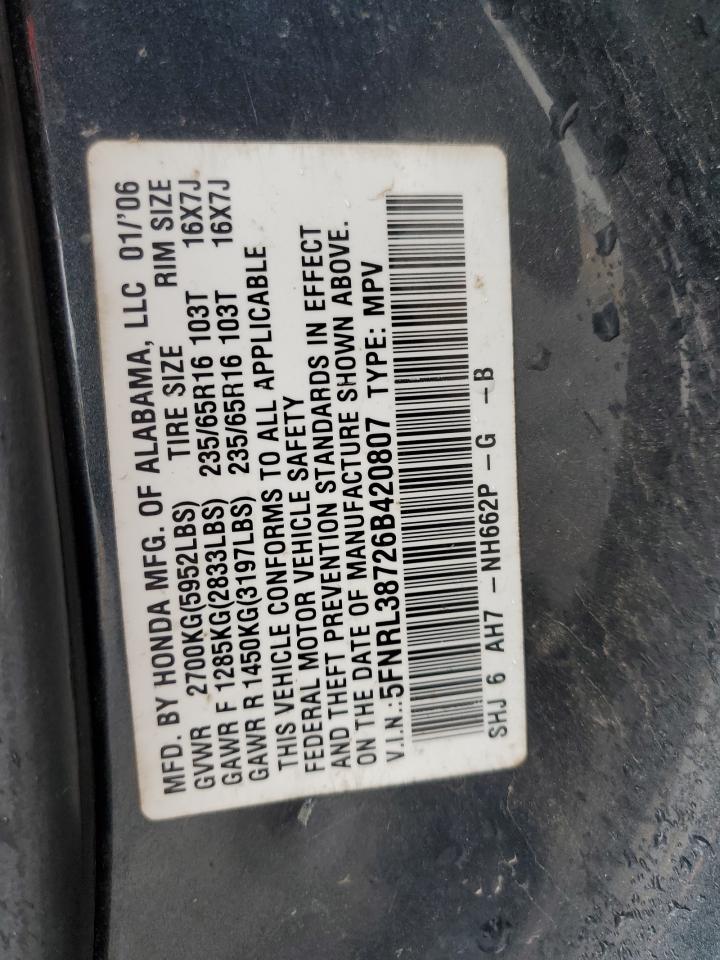 MFD. BY HONDA MFG. OF ALABAMA, LLC 01/'06
GVWR 2700KG(5952LBS) TIRE SIZE RIM SIZE
GAWR F 1285KG(2833LBS) 235/65R16 103T 16X7J
GAWR R 1450KG(3197LBS) 235/65R16 103T 16X7J
THIS VEHICLE CONFORMS TO ALL APPLICABLE
FEDERAL MOTOR VEHICLE SAFETY
AND THEFT PREVENTION STANDARDS IN EFFECT
ON THE DATE OF MANUFACTURE SHOWN ABOVE.
V.I.N.:5FNRL38726B420807 TYPE: MPV
SHJ 6 AH7 -NH662P -G -B